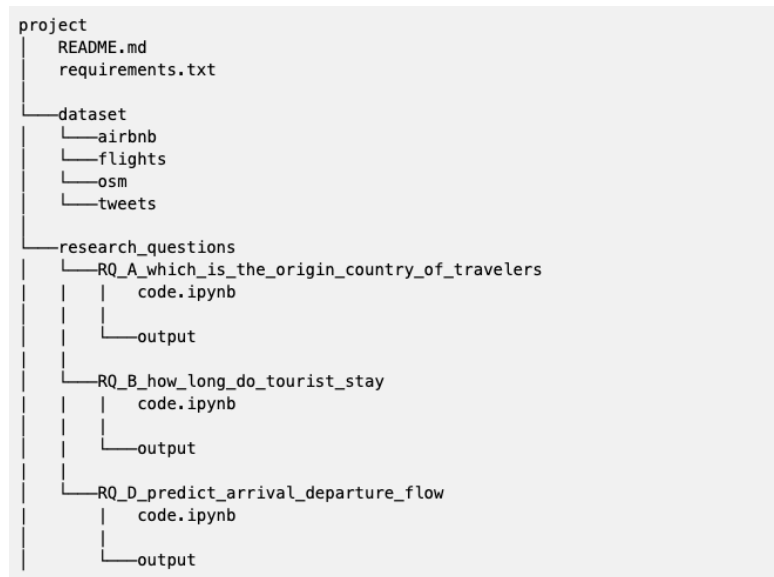 project
README.md
requirements.txt
dataset
airbnb
flights
osm
tweets
research_questions
RQ_A_which_is_the_origin_country_of_travelers
code.ipynb
output
RQ_B_how_long_do_tourist_stay
code.ipynb
output
RQ_D_predict_arrival_departure_flow
code.ipynb
output